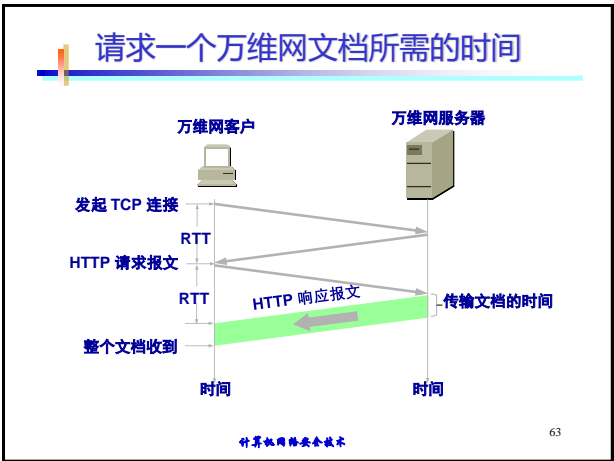 请求一个万维网文档所需的时间
万维网客户
万维网服务器
发起 TCP 连接
RTT
HTTP 请求报文
RTT
HTTP 响应报文
传输文档的时间
整个文档收到
时间
时间
计算机网络安全技术
63